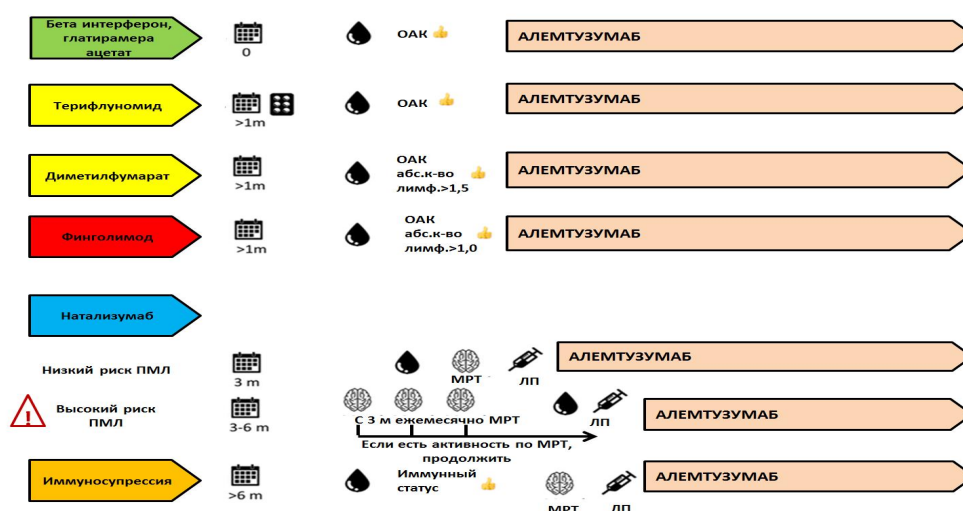 Бета интерферон,
глатирамера
ацетат
0
ОАК
АЛЕМТУЗУМАБ
Терифлуномид
>1m
ОАК
АЛЕМТУЗУМАБ
Диметилфумарат
>1m
ОАК
абс.к-во
лимф.>1,5
АЛЕМТУЗУМАБ
Финголимод
>1m
ОАК
абс.к-во
лимф.>1,0
АЛЕМТУЗУМАБ
Натализумаб
Низкий риск ПМЛ
3 m
МРТ
ЛП
АЛЕМТУЗУМАБ
Высокий риск
ПМЛ
3-6 m
С 3 м ежемесячно МРТ
Если есть активность по МРТ,
продолжить
ЛП
АЛЕМТУЗУМАБ
Иммуносупрессия
>6 m
Иммунный
статус
МРТ
ЛП
АЛЕМТУЗУМАБ